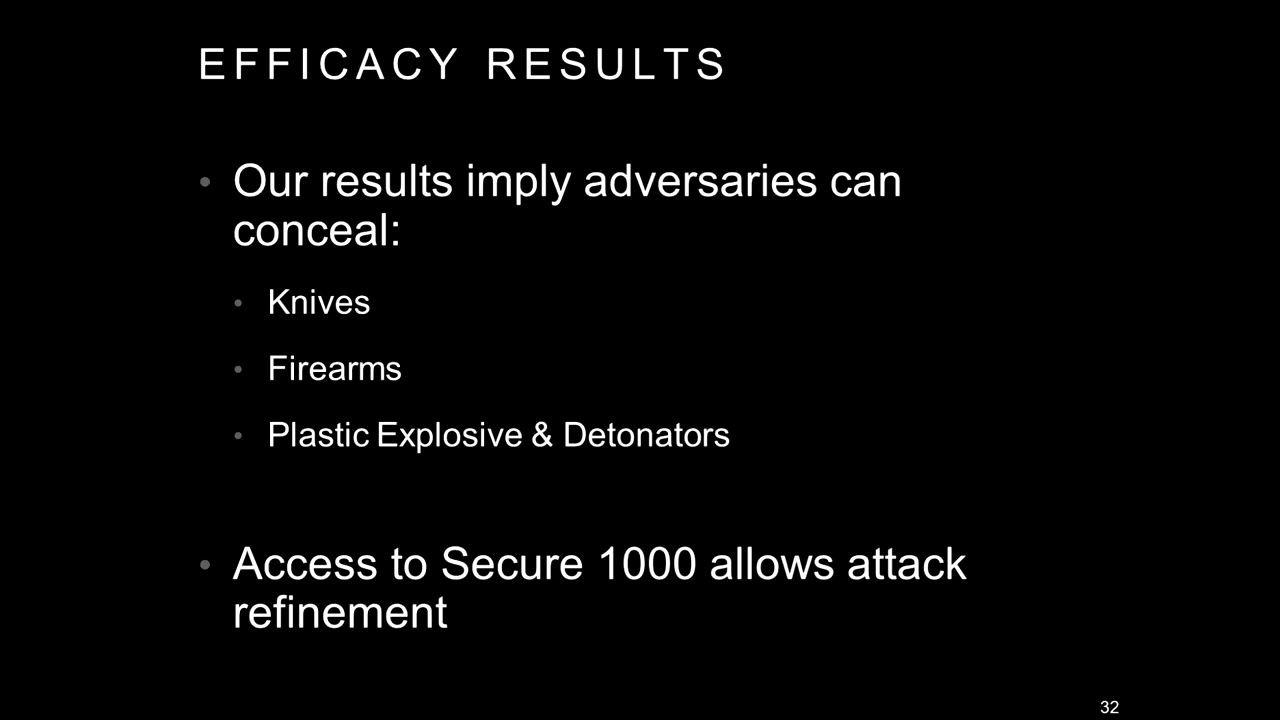 EFFICACY RESULTS
• Our results imply adversaries can
conceal:
• Knives
• Firearms
• Plastic Explosive & Detonators
• Access to Secure 1000 allows attack
refinement
32